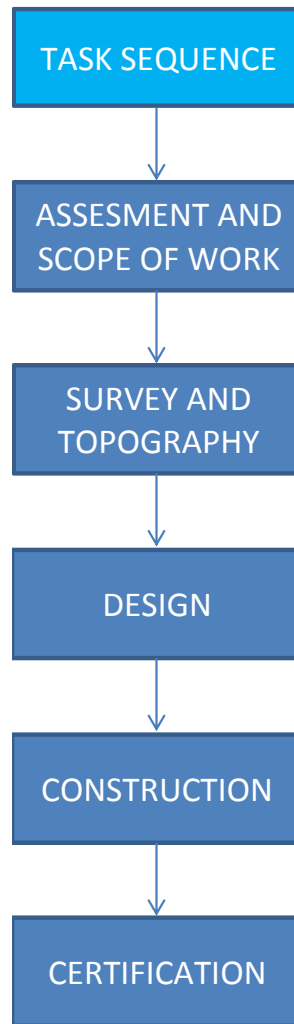 TASK SEQUENCE
ASSESMENT AND
SCOPE OF WORK
SURVEY AND
TOPOGRAPHY
DESIGN
CONSTRUCTION
CERTIFICATION